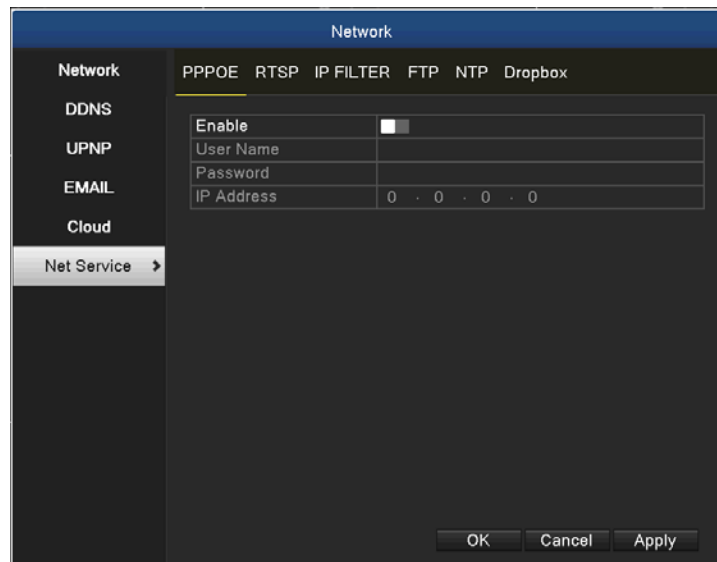 Network
Network
DDNS
UPNP
EMAIL
Cloud
Net Service >
PPPOE RTSP IP FILTER FTP NTP Dropbox
Enable
User Name
Password
IP Address 0 . 0 . 0 . 0
OK Cancel Apply